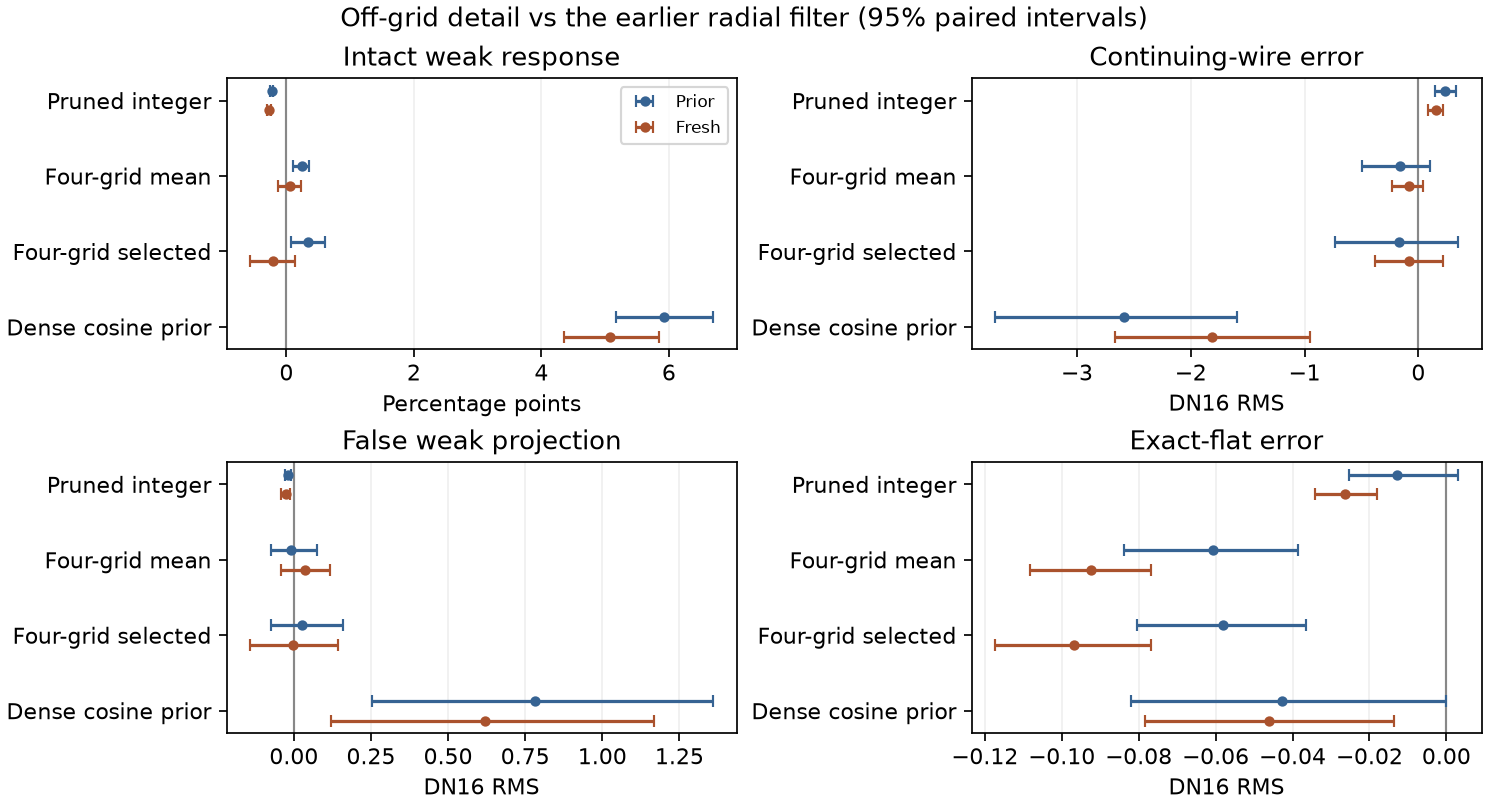 Off-grid detail vs the earlier radial filter (95% paired intervals)
Intact weak response
Pruned integer
Four-grid mean
Four-grid selected
Dense cosine prior
Prior
Fresh
0 2 4 6
Percentage points
Continuing-wire error
Pruned integer
Four-grid mean
Four-grid selected
Dense cosine prior
−3 −2 −1 0
DN16 RMS
False weak projection
Pruned integer
Four-grid mean
Four-grid selected
Dense cosine prior
0.00 0.25 0.50 0.75 1.00 1.25
DN16 RMS
Exact-flat error
Pruned integer
Four-grid mean
Four-grid selected
Dense cosine prior
−0.12 −0.10 −0.08 −0.06 −0.04 −0.02 0.00
DN16 RMS